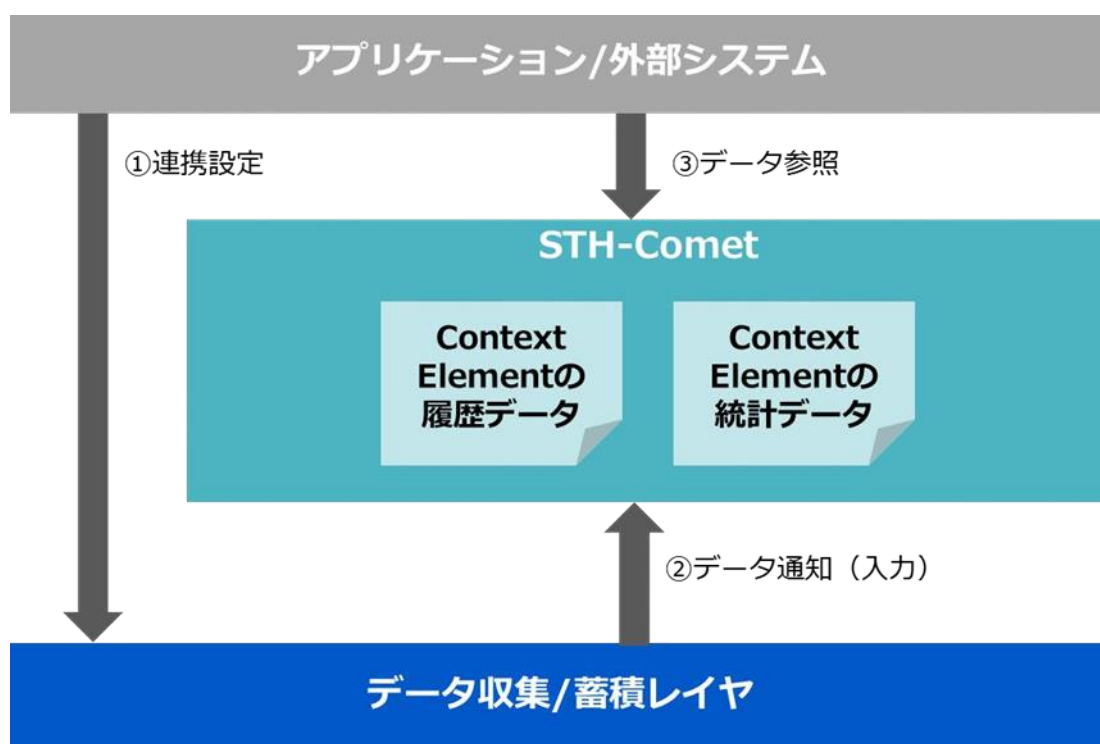 アプリケーション/外部システム
①連携設定
③データ参照
STH-Comet
Context
Elementの
履歴データ
Context
Elementの
統計データ
②データ通知（入力）
データ収集/蓄積レイヤ